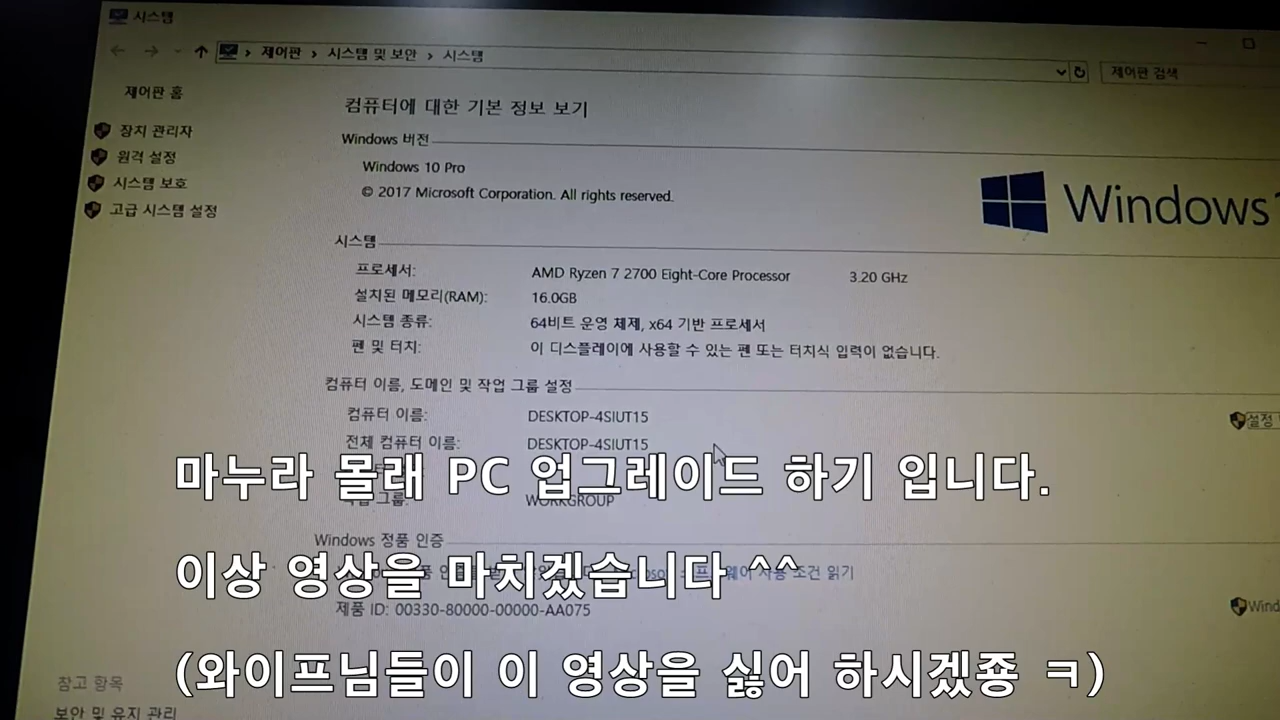 시스템
제어판 › 시스템 및 보안 › 시스템
제어판 검색
제어판 홈
장치 관리자
원격 설정
시스템 보호
고급 시스템 설정
컴퓨터에 대한 기본 정보 보기
Windows 버전
Windows 10 Pro
© 2017 Microsoft Corporation. All rights reserved.
Windows
시스템
프로세서: AMD Ryzen 7 2700 Eight-Core Processor 3.20 GHz
설치된 메모리(RAM): 16.0GB
시스템 종류: 64비트 운영 체제, x64 기반 프로세서
펜 및 터치: 이 디스플레이에 사용할 수 있는 펜 또는 터치식 입력이 없습니다.
컴퓨터 이름, 도메인 및 작업 그룹 설정
컴퓨터 이름: DESKTOP-4SIUT15
설정
전체 컴퓨터 이름: DESKTOP-4SIUT15
마누라 몰래 PC 업그레이드 하기 입니다.
작업 그룹: WORKGROUP
Windows 정품 인증
이상 영상을 마치겠습니다 ^^
조건 읽기
제품 ID: 00330-80000-00000-AA075
(와이프님들이 이 영상을 싫어 하시겠죵 ㅋ)
참고 항목
보안 및 유지 관리